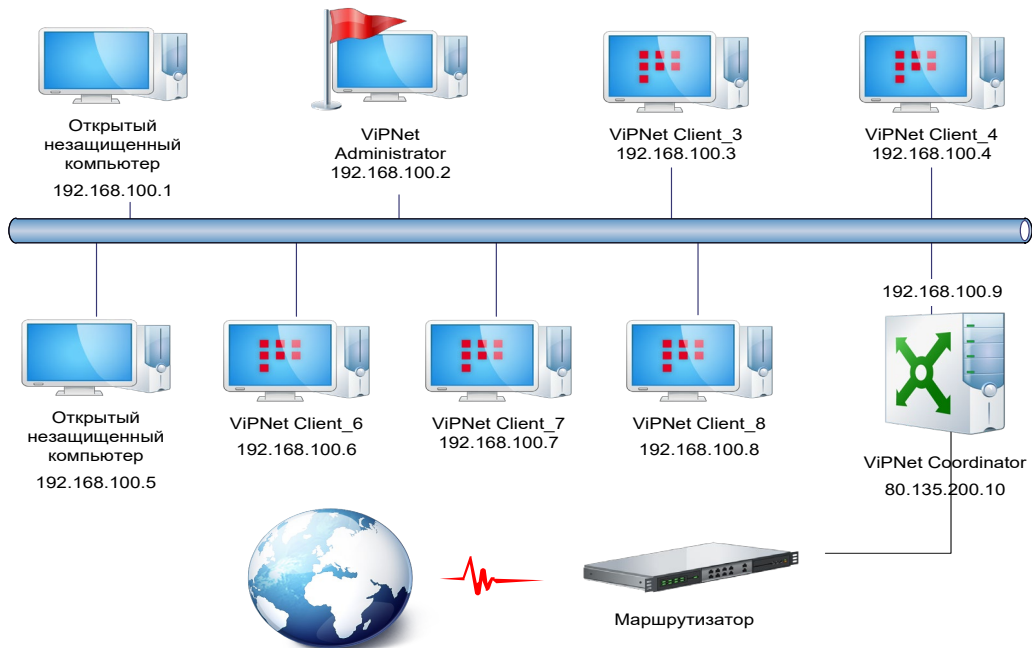 Открытый
незащищенный
компьютер
192.168.100.1
ViPNet
Administrator
192.168.100.2
ViPNet Client_3
192.168.100.3
ViPNet Client_4
192.168.100.4
192.168.100.9
Открытый
незащищенный
компьютер
192.168.100.5
ViPNet Client_6
192.168.100.6
ViPNet Client_7
192.168.100.7
ViPNet Client_8
192.168.100.8
ViPNet Coordinator
80.135.200.10
Маршрутизатор